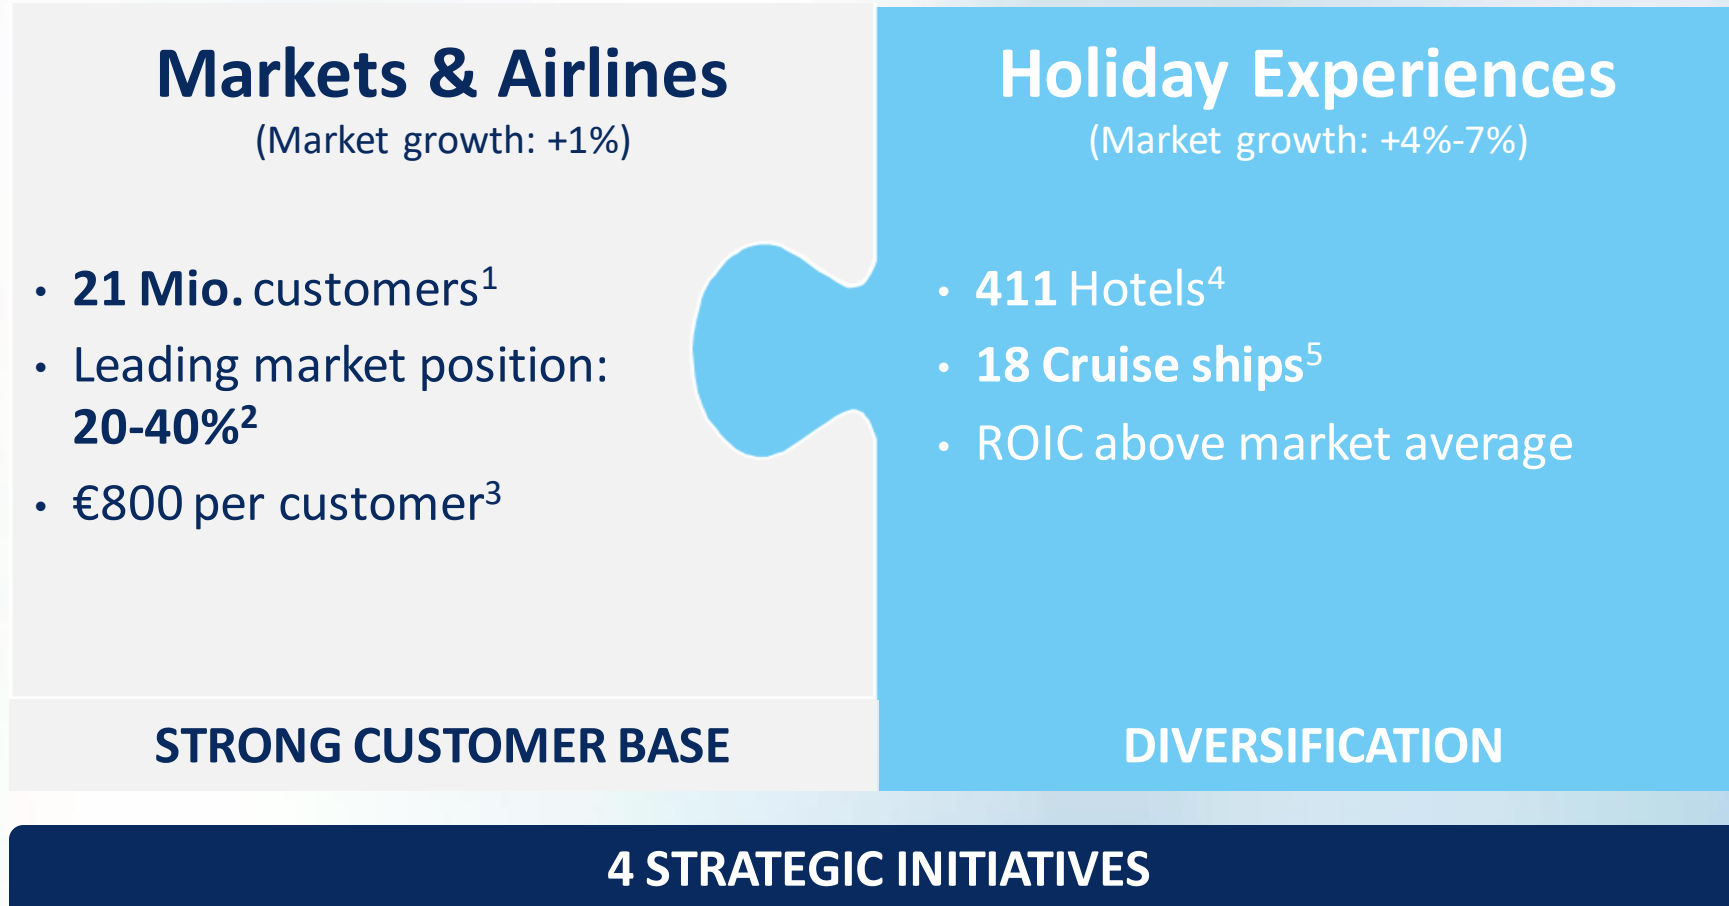 Markets & Airlines
(Market growth: +1%)
• 21 Mio. customers¹
• Leading market position:
20-40%²
• €800 per customer³
STRONG CUSTOMER BASE
Holiday Experiences
(Market growth: +4%-7%)
• 411 Hotels⁴
• 18 Cruise ships⁵
• ROIC above market average
DIVERSIFICATION
4 STRATEGIC INITIATIVES